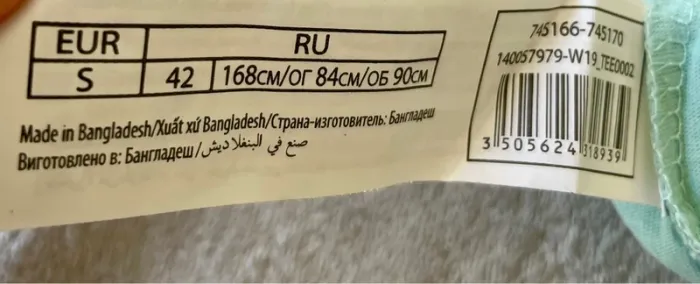 EUR RU
S 42 168СМ/ОГ 84СМ/ОБ 90СМ
Made in Bangladesh/Xuất xứ Bangladesh/Страна-изготовитель: Бангладеш
Виготовлено в: Бангладеш/صنع في البنغلاديش
745166-745170
140057979-W19_TEE0002
3 505624 318939